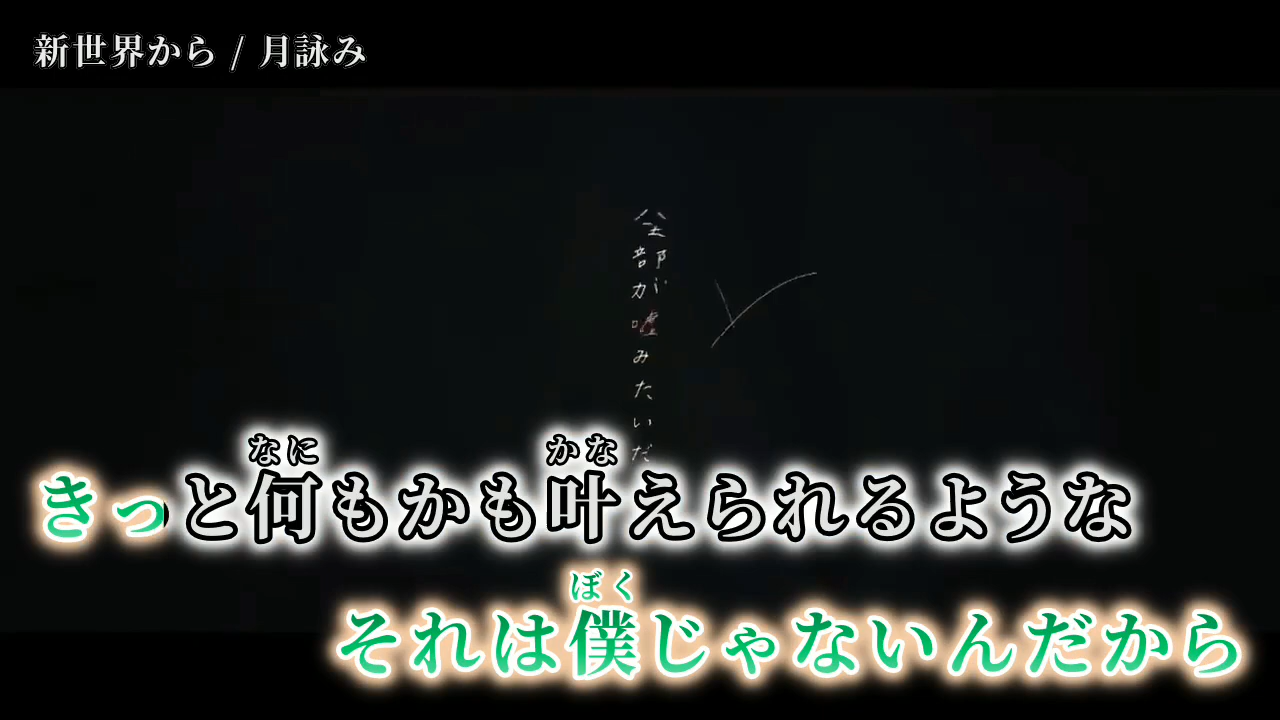 新世界から / 月詠み
全部が嘘みたいだ
なに かな
きっと何もかも叶えられるような
ぼく
それは僕じゃないんだから